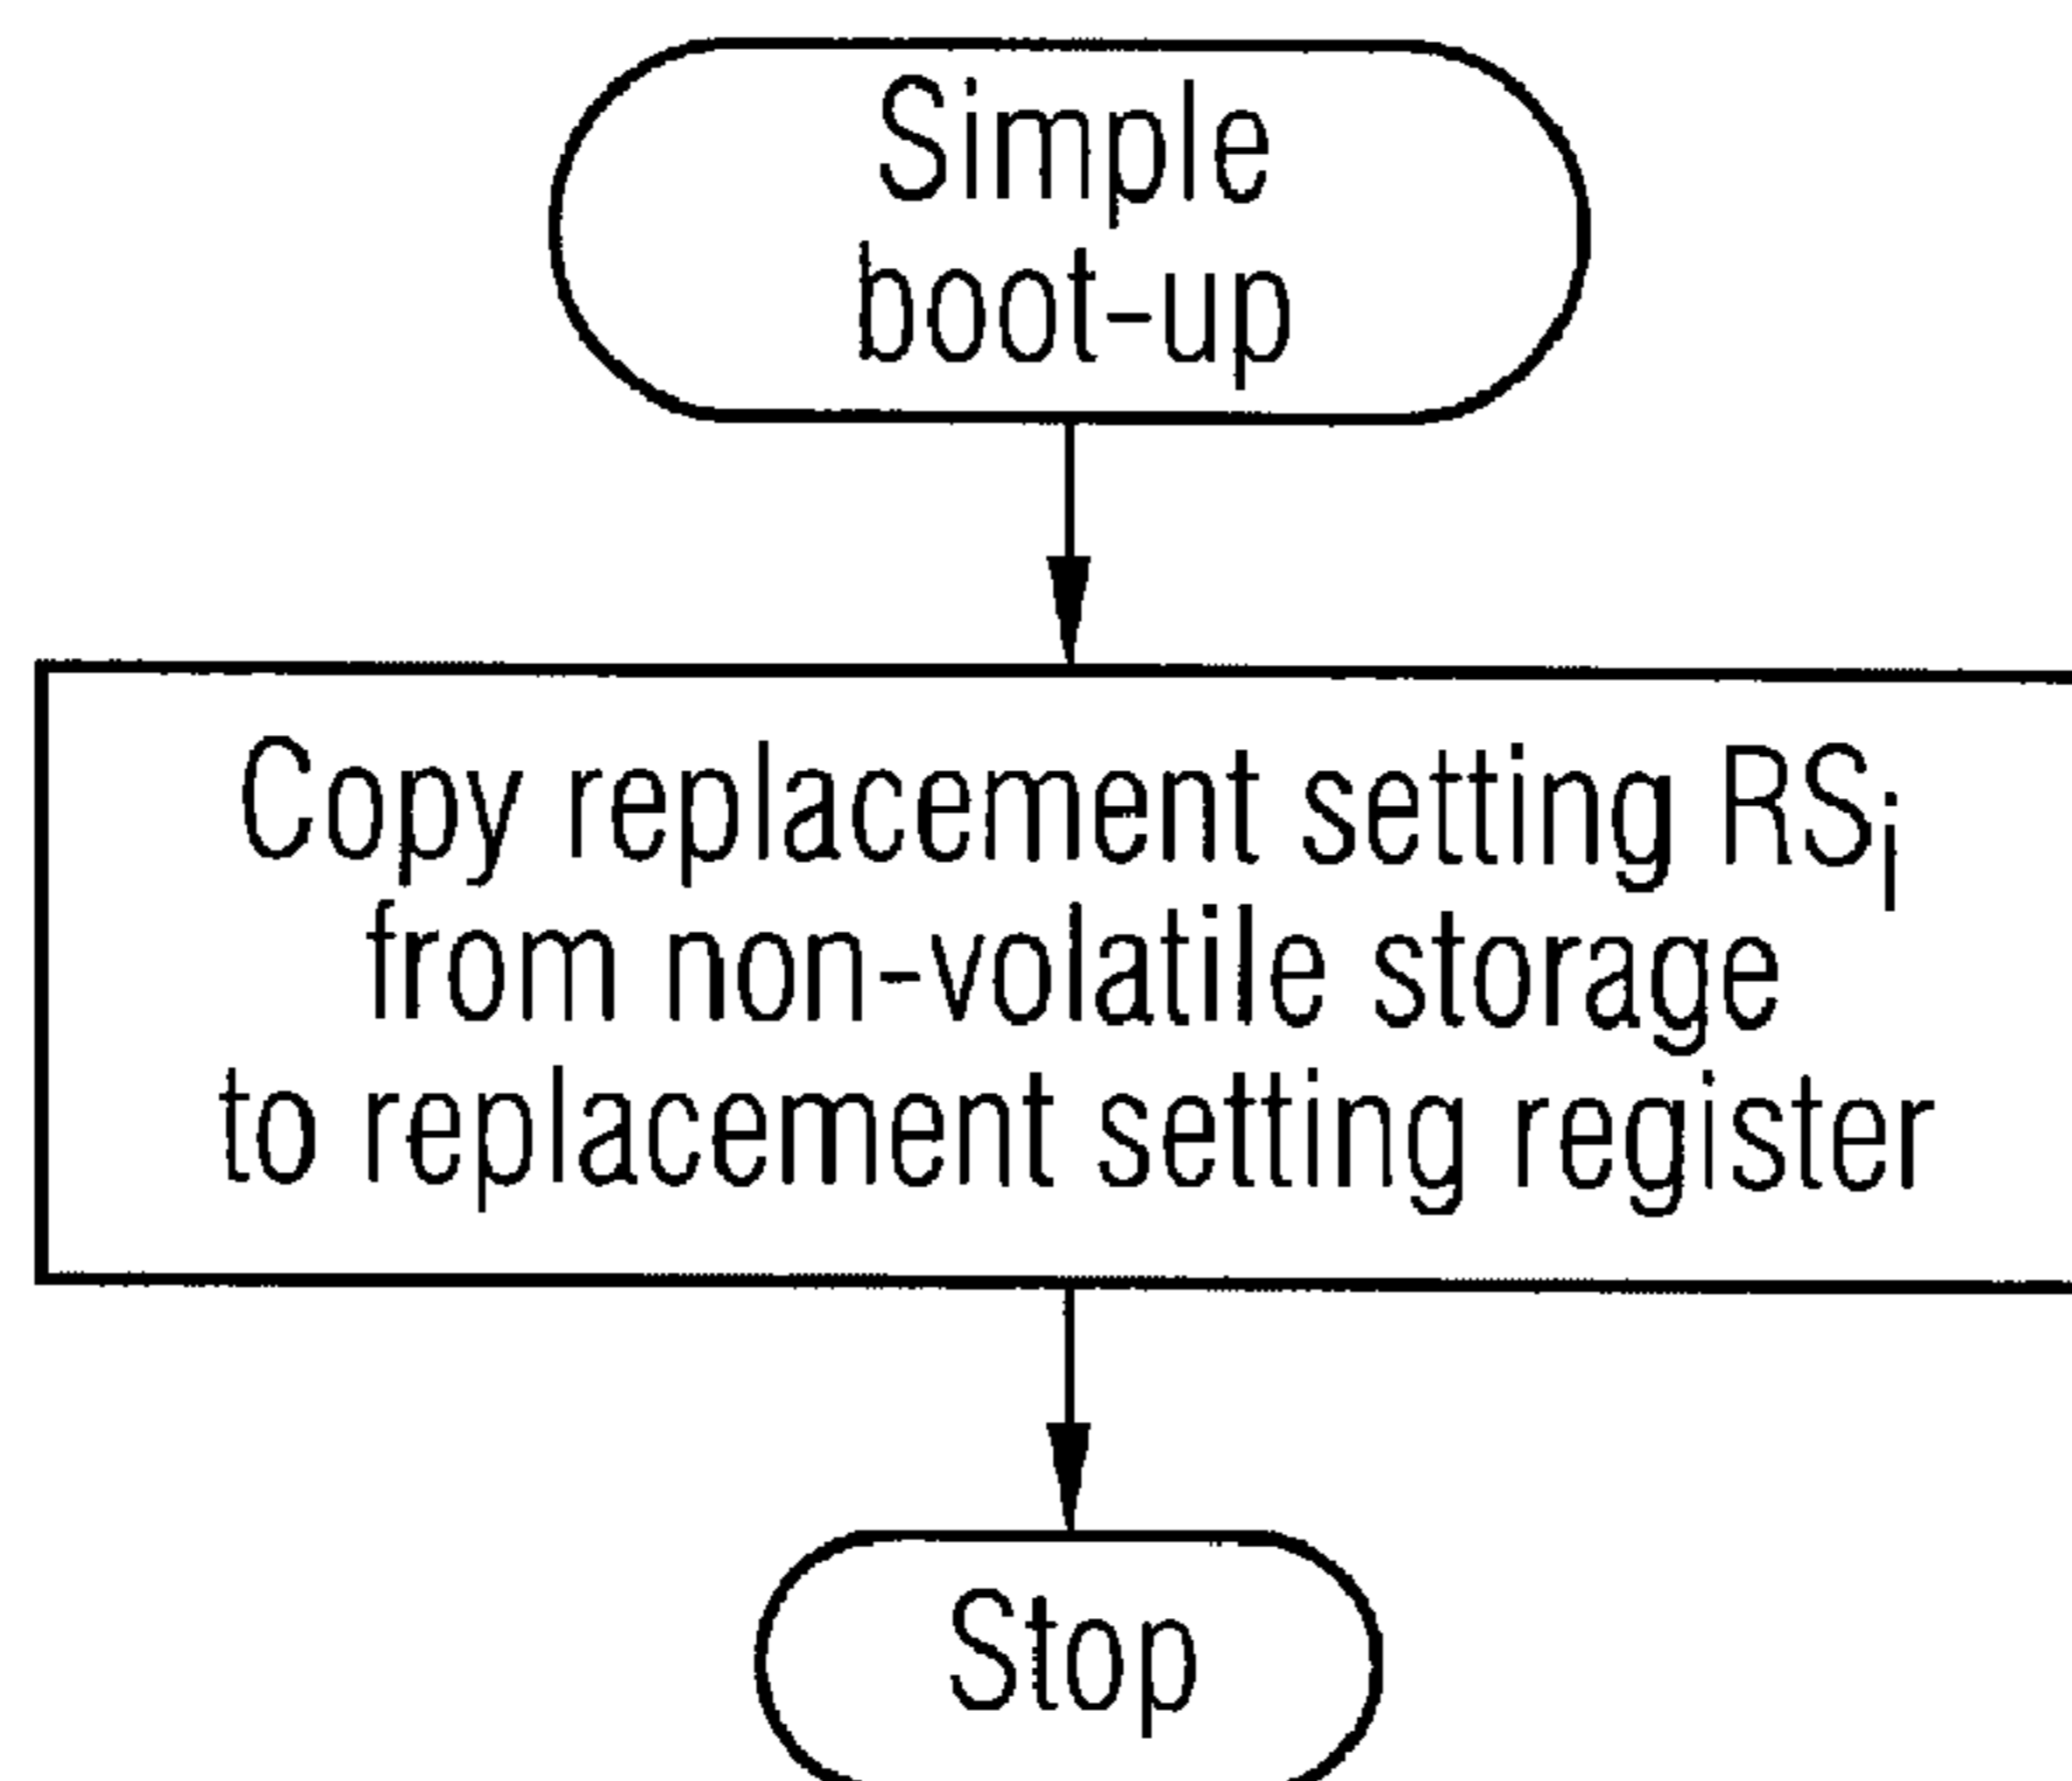 Simple
boot-up
Copy replacement setting RSi
from non-volatile storage
to replacement setting register
Stop